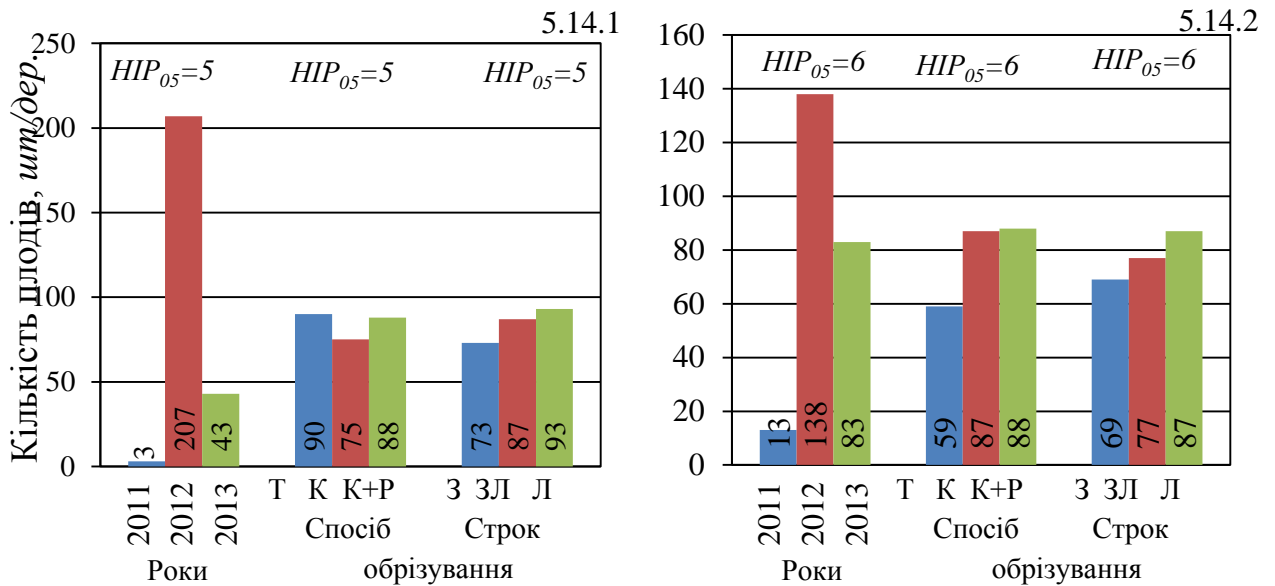 5.14.1
Кількість плодів, шт/дер.
250
200
150
100
50
0
НІР05=5
НІР05=5
НІР05=5
3
207
43
90
75
88
73
87
93
2011
2012
2013
Т К К+Р
З ЗЛ Л
Спосіб
Строк
Роки
обрізування
5.14.2
160
140
120
100
80
60
40
20
0
НІР05=6
НІР05=6
НІР05=6
13
138
83
59
87
88
69
77
87
2011
2012
2013
Т К К+Р
З ЗЛ Л
Спосіб
Строк
Роки
обрізування